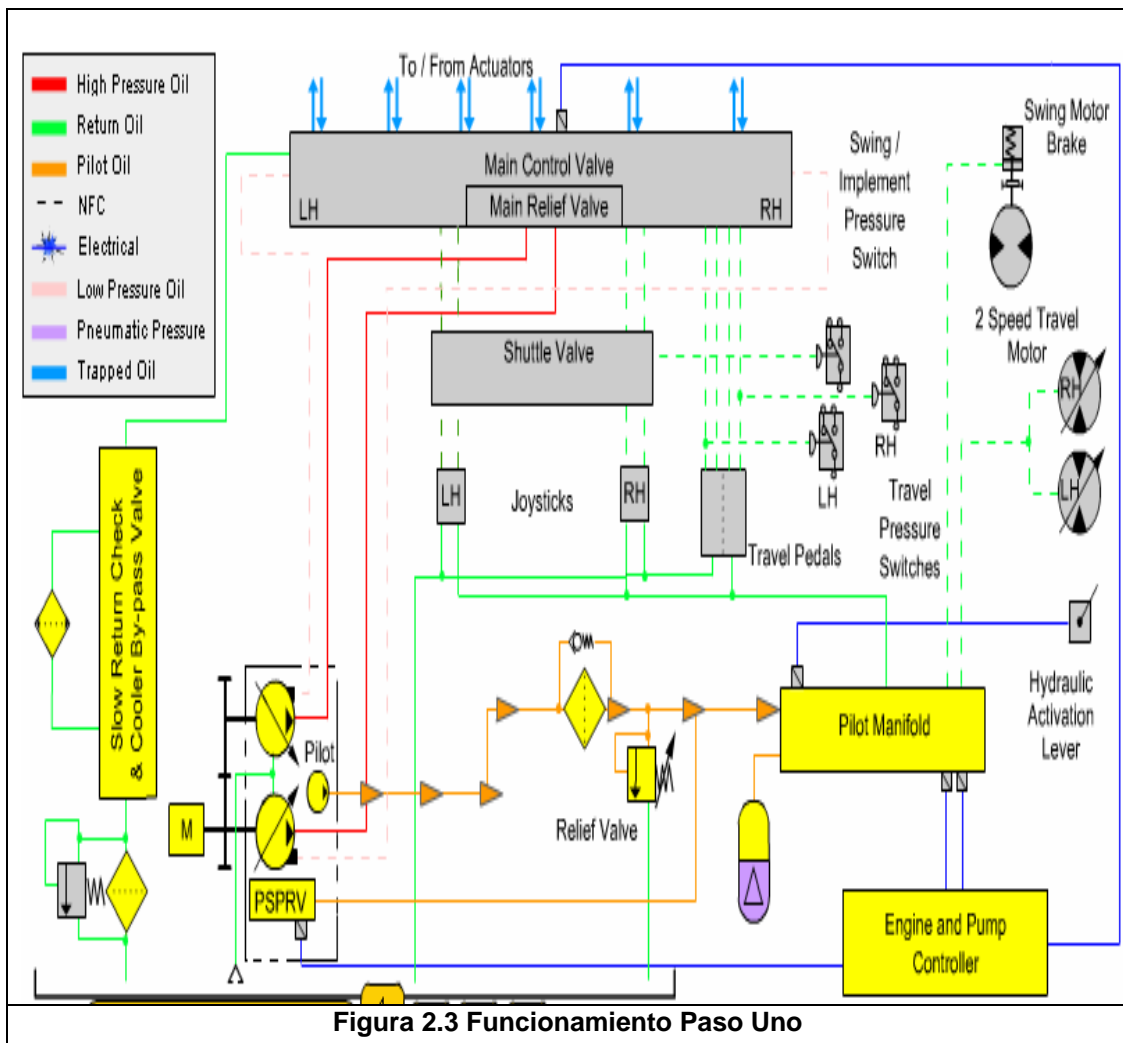 High Pressure Oil
Return Oil
Pilot Oil
NFC
Electrical
Low Pressure Oil
Pneumatic Pressure
Trapped Oil
To / From Actuators
Main Control Valve
Main Relief Valve
LH
RH
Swing /
Implement
Pressure
Switch
Swing Motor
Brake
2 Speed Travel
Motor
RH
LH
Shuttle Valve
RH
LH
Travel
Pressure
Switches
LH
Joysticks
RH
Travel Pedals
Slow Return Check
& Cooler By-pass Valve
Pilot
M
PSPRV
Relief Valve
Pilot Manifold
Hydraulic
Activation
Lever
Engine and Pump
Controller
Figura 2.3 Funcionamiento Paso Uno